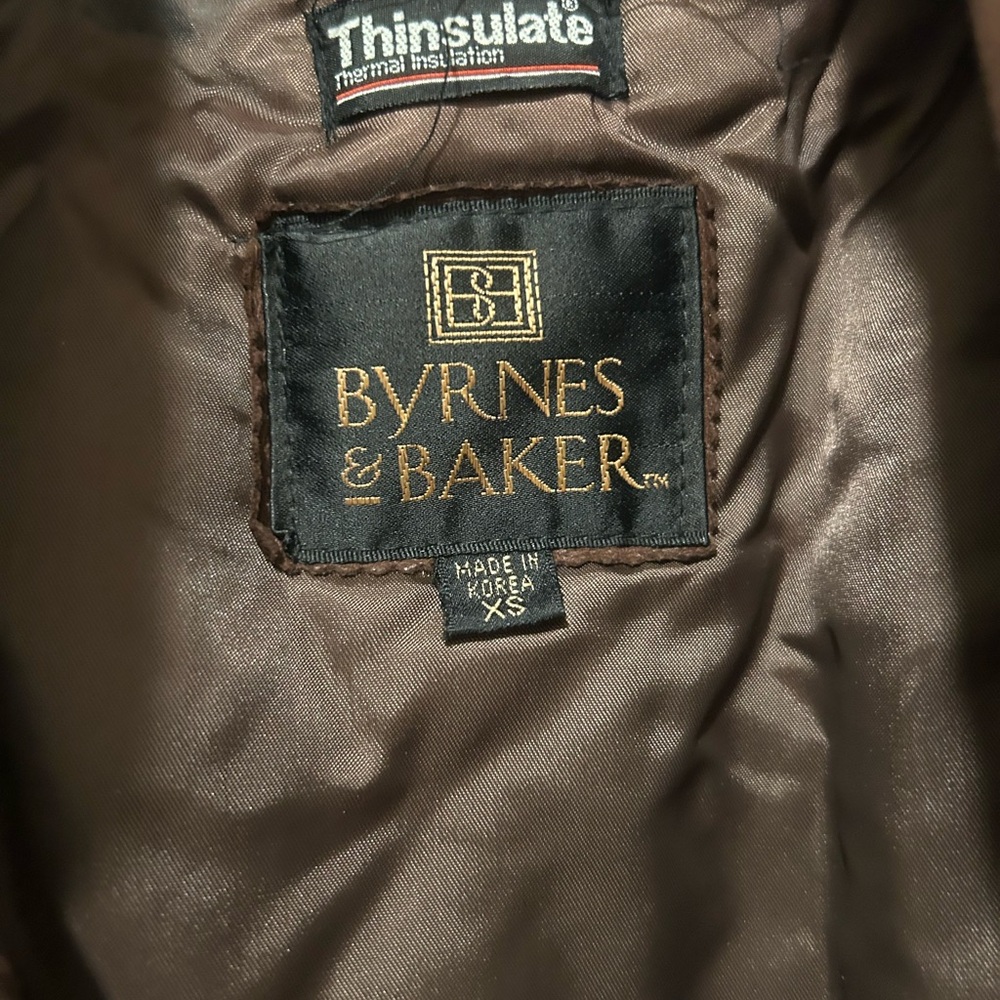 Thinsulate®
Thermal Insulation
BYRNES
& BAKER™
MADE IN
KOREA
XS